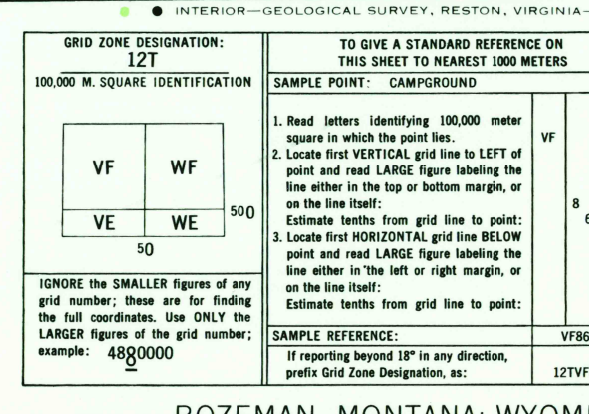 INTERIOR—GEOLOGICAL SURVEY, RESTON, VIRGINIA—
GRID ZONE DESIGNATION:
12T
100,000 M. SQUARE IDENTIFICATION
VF WF
VE WE
500
50
IGNORE the SMALLER figures of any
grid number; these are for finding
the full coordinates. Use ONLY the
LARGER figures of the grid number;
example: 4880000
TO GIVE A STANDARD REFERENCE ON
THIS SHEET TO NEAREST 1000 METERS
SAMPLE POINT: CAMPGROUND
1. Read letters identifying 100,000 meter
square in which the point lies. VF
2. Locate first VERTICAL grid line to LEFT of
point and read LARGE figure labeling the
line either in the top or bottom margin, or
on the line itself: 8
Estimate tenths from grid line to point: 6
3. Locate first HORIZONTAL grid line BELOW
point and read LARGE figure labeling the
line either in the left or right margin, or
on the line itself:
Estimate tenths from grid line to point:
SAMPLE REFERENCE: VF86
If reporting beyond 18° in any direction,
prefix Grid Zone Designation, as: 12TVF
BOZEMAN, MONTANA; WYOMI